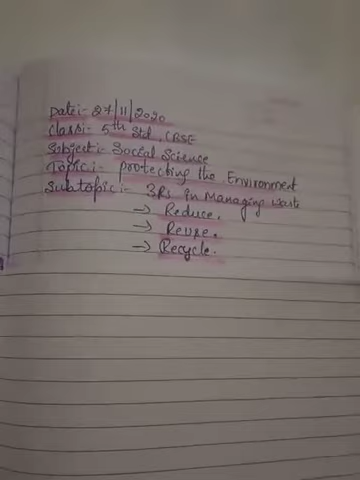 Date:- 27/11/2020
Class:- 5th Std, CBSE
Subject:- Social Science
Topic:- protecting the Environment
Subtopic:- 3Rs in Managing waste
→ Reduce.
→ Reuse.
→ Recycle.